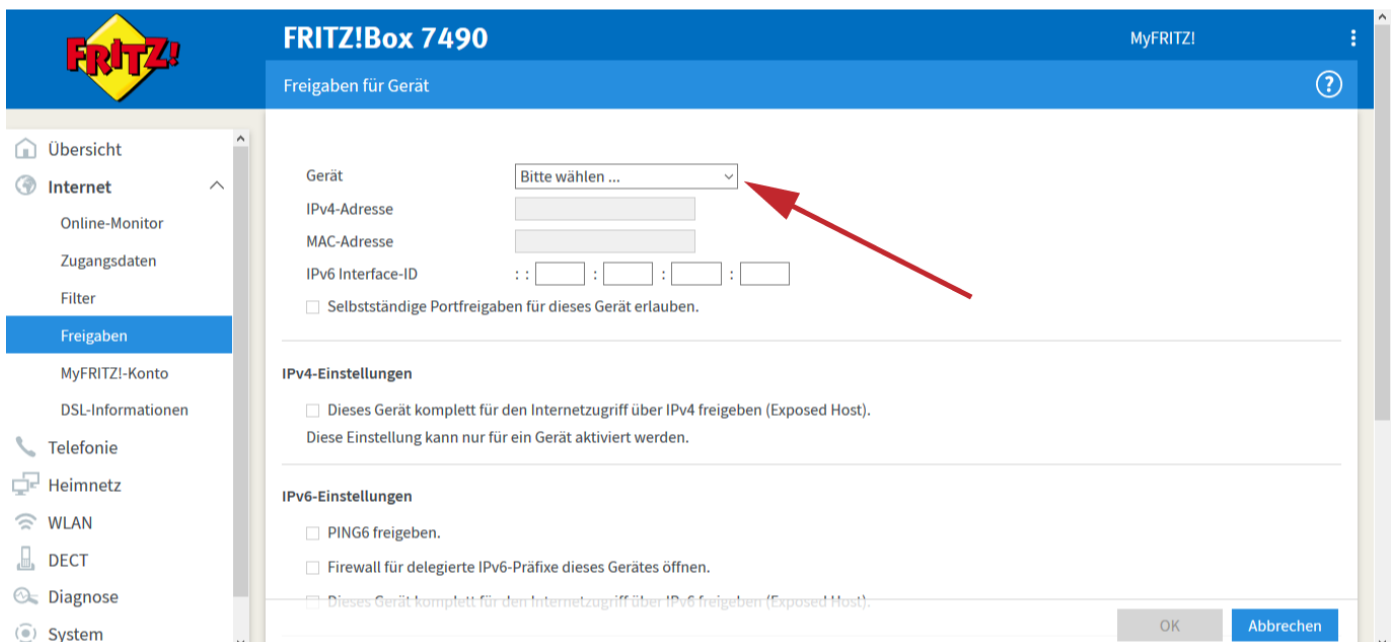 FRITZ!
FRITZ!Box 7490
MyFRITZ!
Freigaben für Gerät
?
Übersicht
Internet
Online-Monitor
Zugangsdaten
Filter
Freigaben
MyFRITZ!-Konto
DSL-Informationen
Telefonie
Heimnetz
WLAN
DECT
Diagnose
System
Gerät Bitte wählen ...
IPv4-Adresse
MAC-Adresse
IPv6 Interface-ID : : : : :
Selbstständige Portfreigaben für dieses Gerät erlauben.
IPv4-Einstellungen
Dieses Gerät komplett für den Internetzugriff über IPv4 freigeben (Exposed Host).
Diese Einstellung kann nur für ein Gerät aktiviert werden.
IPv6-Einstellungen
PING6 freigeben.
Firewall für delegierte IPv6-Präfixe dieses Gerätes öffnen.
Dieses Gerät komplett für den Internetzugriff über IPv6 freigeben (Exposed Host).
OK Abbrechen